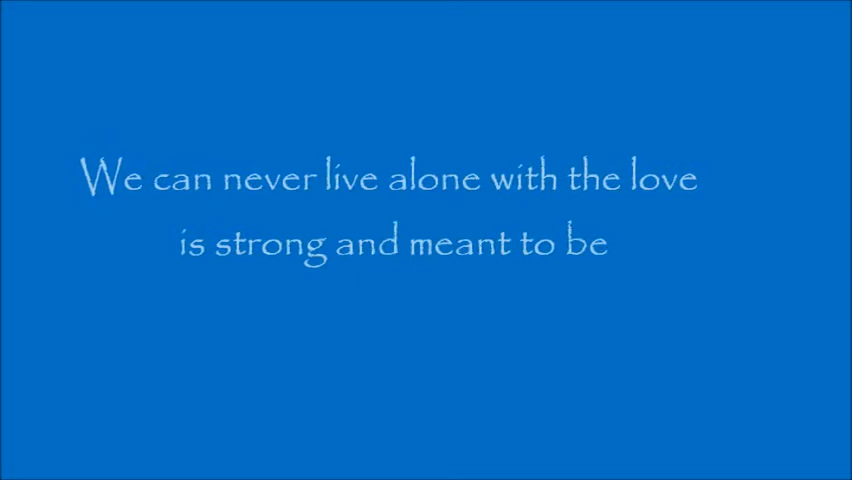 We can never live alone with the love
is strong and meant to be